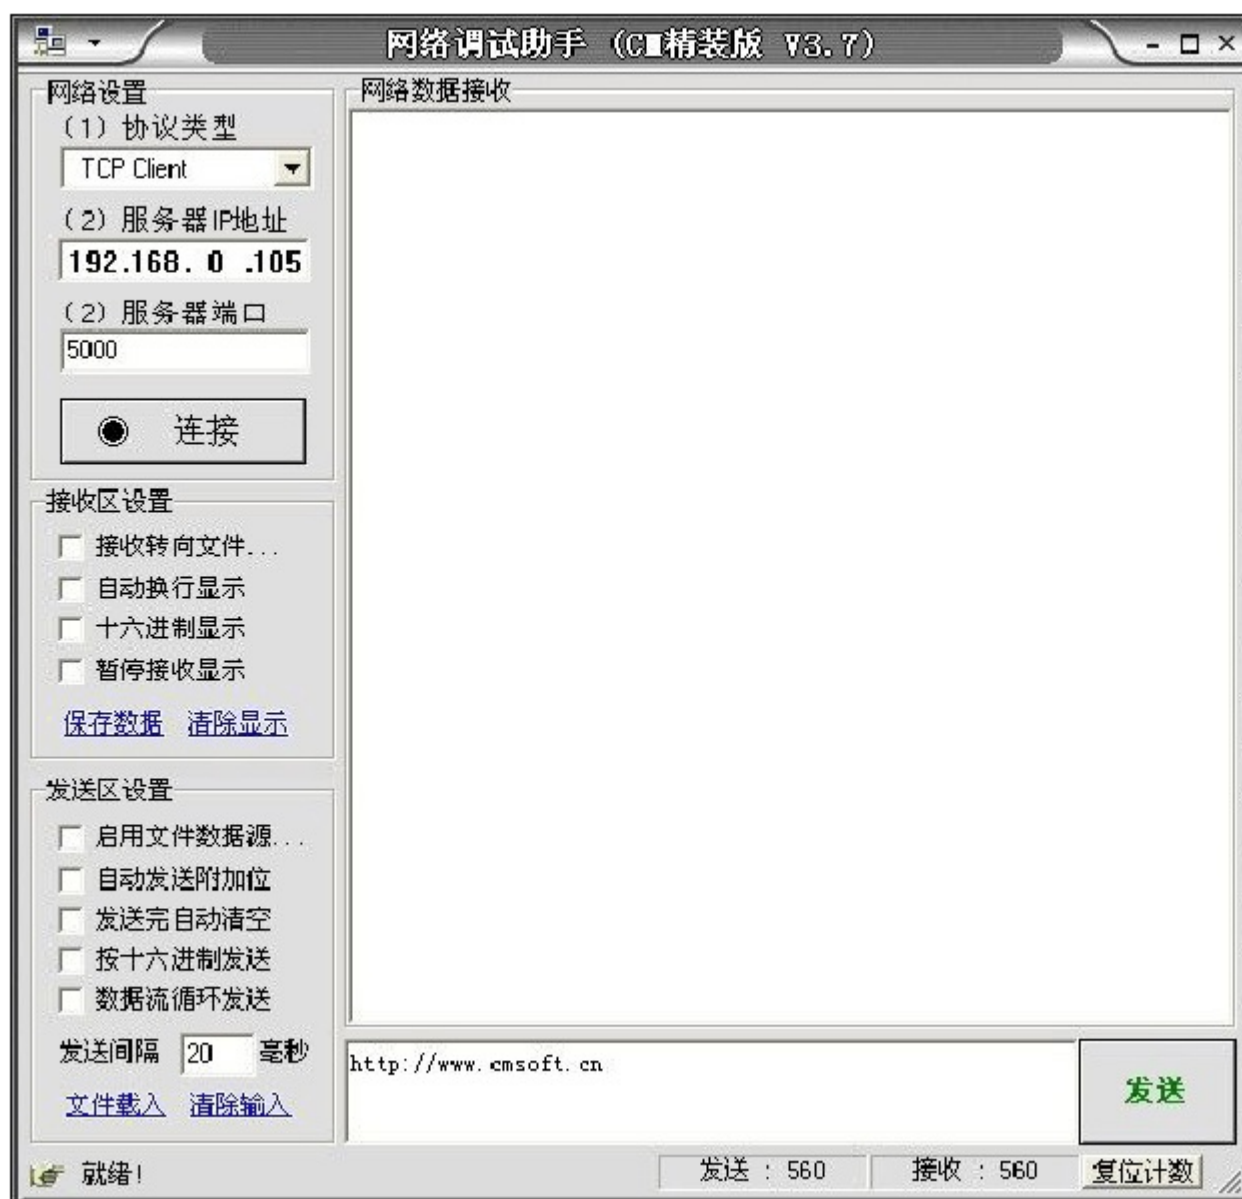 网络调试助手 (CM精装版 V3.7)
网络设置
(1) 协议类型
TCP Client
(2) 服务器IP地址
192.168. 0 .105
(2) 服务器端口
5000
连接
接收区设置
接收转向文件...
自动换行显示
十六进制显示
暂停接收显示
保存数据 清除显示
发送区设置
启用文件数据源...
自动发送附加位
发送完自动清空
按十六进制发送
数据流循环发送
发送间隔 20 毫秒
文件载入 清除输入
网络数据接收
http://www.cmsoft.cn
发送
就绪!
发送 : 560
接收 : 560
复位计数